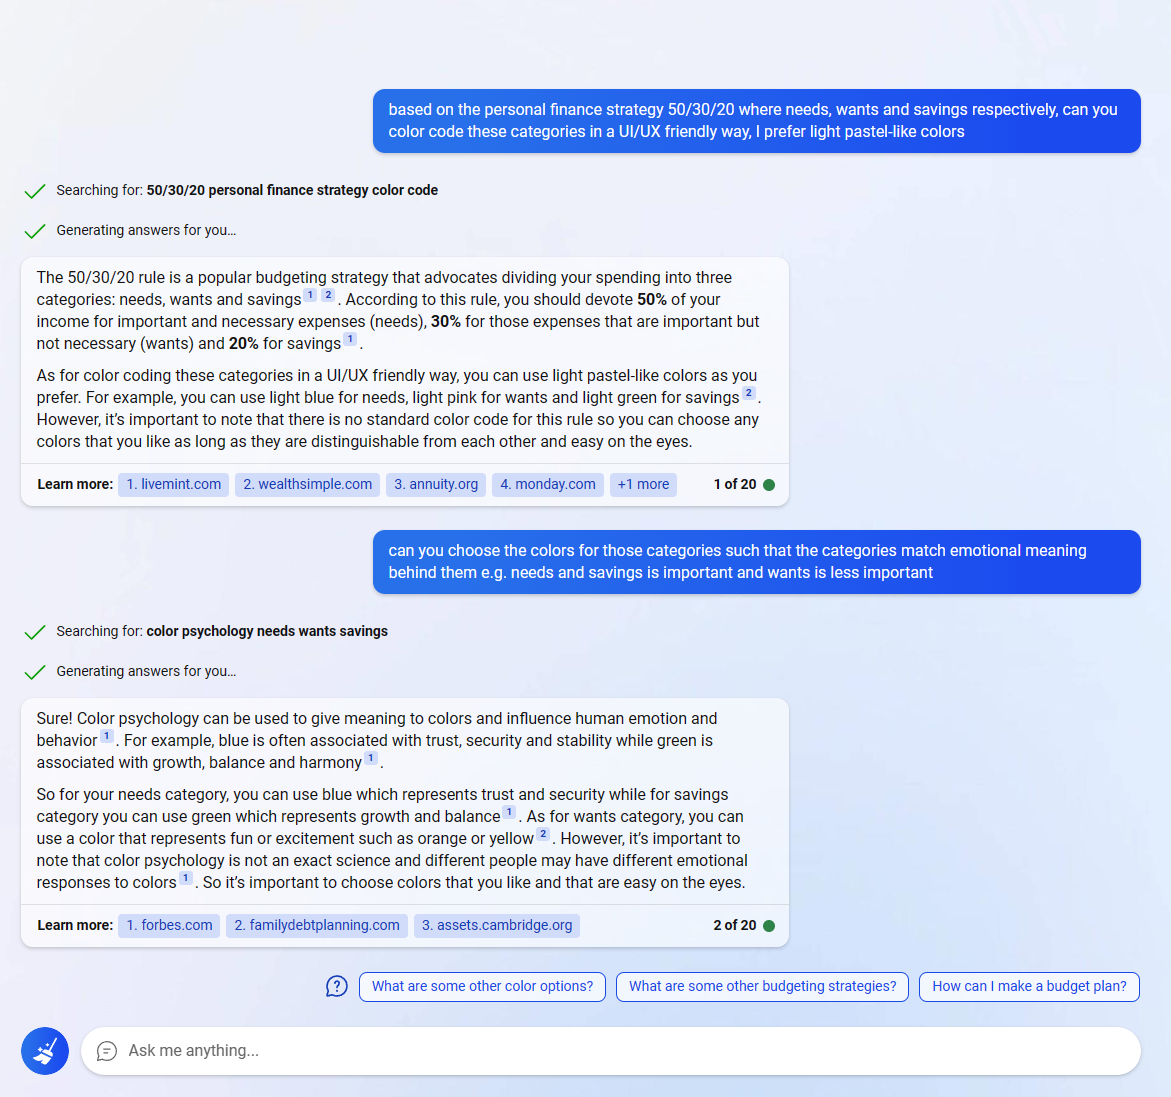 based on the personal finance strategy 50/30/20 where needs, wants and savings respectively, can you
color code these categories in a UI/UX friendly way, I prefer light pastel-like colors
Searching for: 50/30/20 personal finance strategy color code
Generating answers for you...
The 50/30/20 rule is a popular budgeting strategy that advocates dividing your spending into three
categories: needs, wants and savings 1 2 . According to this rule, you should devote 50% of your
income for important and necessary expenses (needs), 30% for those expenses that are important but
not necessary (wants) and 20% for savings 1 .
As for color coding these categories in a UI/UX friendly way, you can use light pastel-like colors as you
prefer. For example, you can use light blue for needs, light pink for wants and light green for savings 2 .
However, it’s important to note that there is no standard color code for this rule so you can choose any
colors that you like as long as they are distinguishable from each other and easy on the eyes.
Learn more: 1. livemint.com 2. wealthsimple.com 3. annuity.org 4. monday.com +1 more 1 of 20
can you choose the colors for those categories such that the categories match emotional meaning
behind them e.g. needs and savings is important and wants is less important
Searching for: color psychology needs wants savings
Generating answers for you...
Sure! Color psychology can be used to give meaning to colors and influence human emotion and
behavior 1 . For example, blue is often associated with trust, security and stability while green is
associated with growth, balance and harmony 1 .
So for your needs category, you can use blue which represents trust and security while for savings
category you can use green which represents growth and balance 1 . As for wants category, you can
use a color that represents fun or excitement such as orange or yellow 2 . However, it’s important to
note that color psychology is not an exact science and different people may have different emotional
responses to colors 1 . So it’s important to choose colors that you like and that are easy on the eyes.
Learn more: 1. forbes.com 2. familydebtplanning.com 3. assets.cambridge.org 2 of 20
What are some other color options? What are some other budgeting strategies? How can I make a budget plan?
Ask me anything...